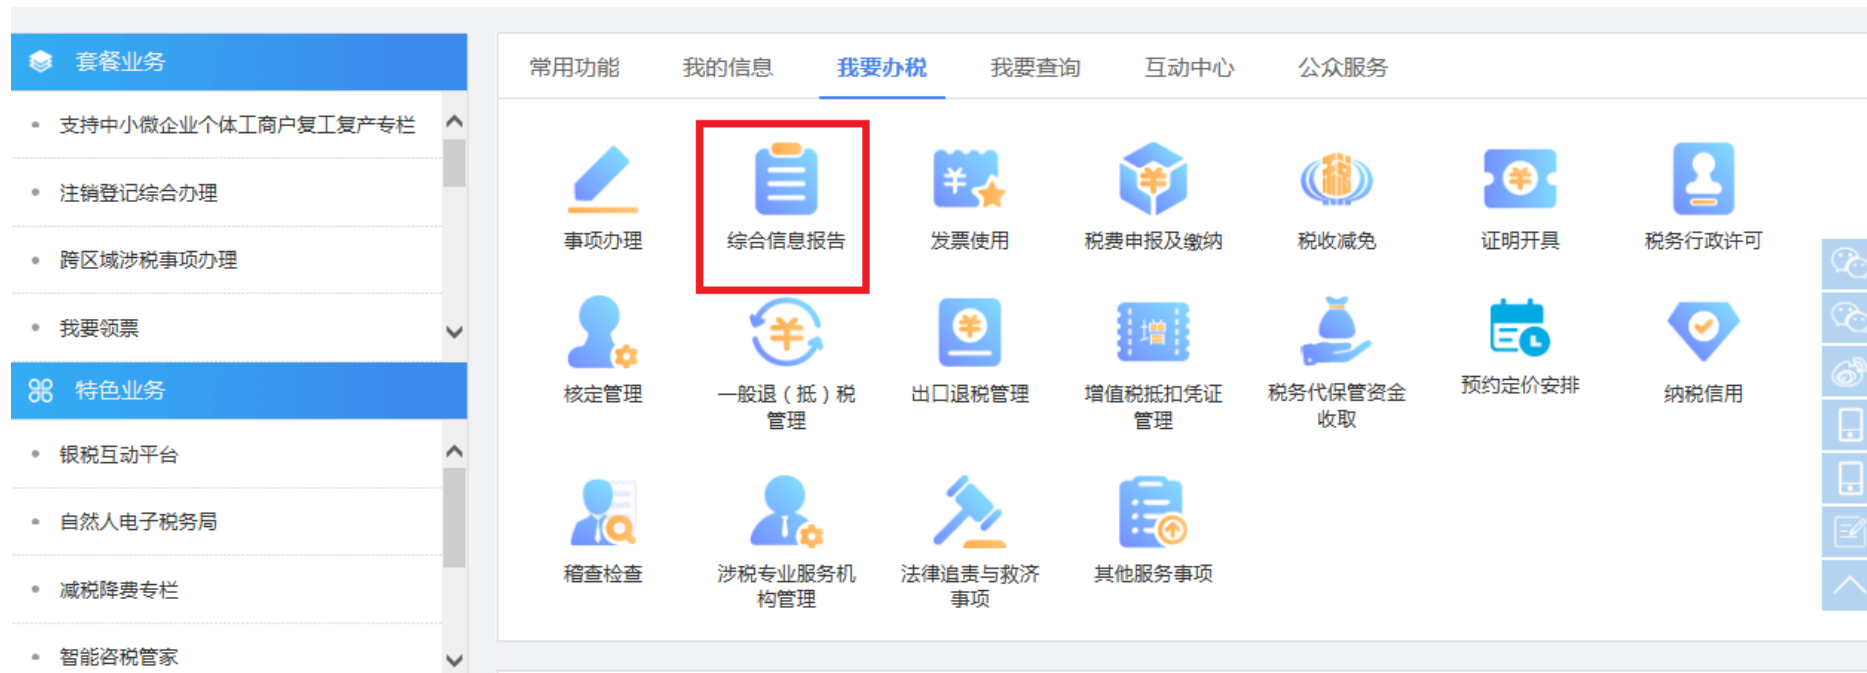 套餐业务
支持中小微企业个体工商户复工复产专栏
注销登记综合办理
跨区域涉税事项办理
我要领票
特色业务
银税互动平台
自然人电子税务局
减税降费专栏
智能咨税管家
常用功能
我的信息
我要办税
我要查询
互动中心
公众服务
事项办理
综合信息报告
发票使用
税费申报及缴纳
税
税收减免
证明开具
税务行政许可
核定管理
一般退（抵）税
管理
出口退税管理
增
增值税抵扣凭证
管理
税务代保管资金
收取
预约定价安排
纳税信用
稽查检查
涉税专业服务机
构管理
法律追责与救济
事项
其他服务事项